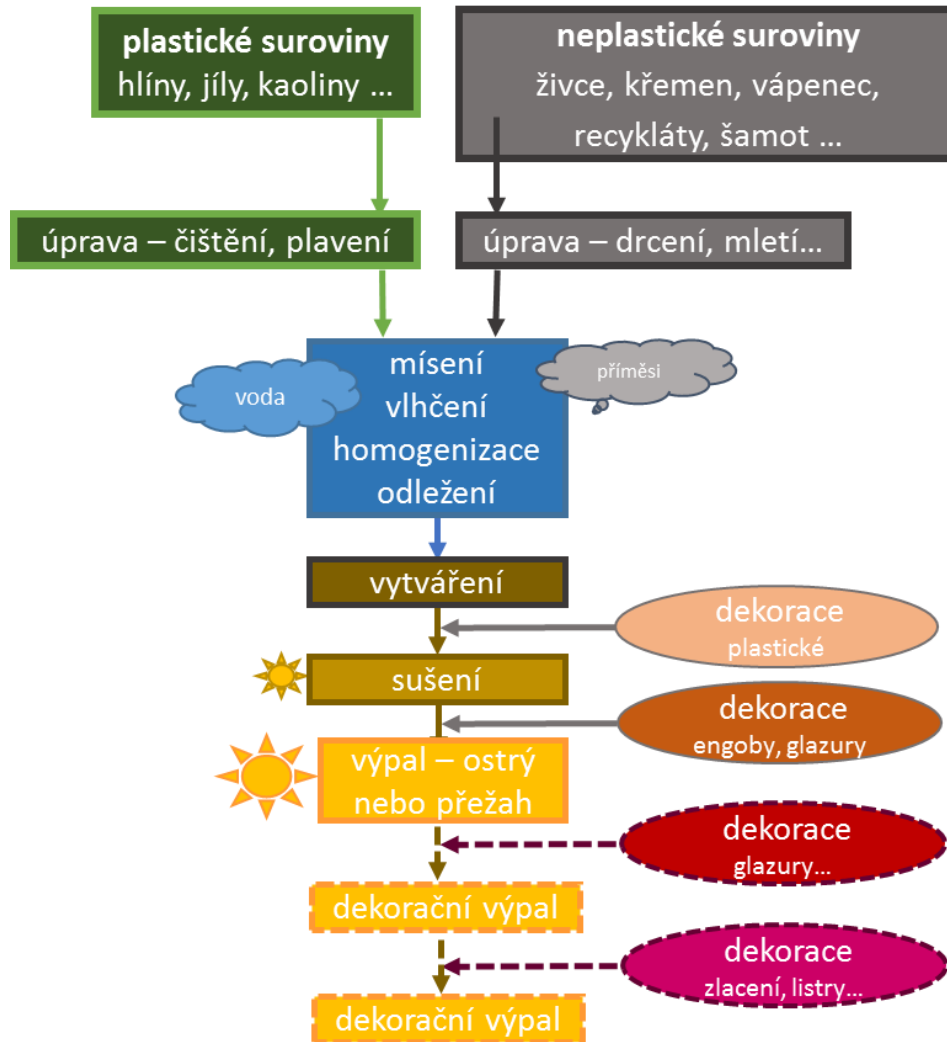 plastické suroviny
hlíny, jíly, kaoliny ...
neplastické suroviny
živce, křemen, vápenec,
recykláty, šamot ...
úprava – čištění, plavení
úprava – drcení, mletí...
voda
příměsi
mísení
vlhčení
homogenizace
odležení
vytváření
dekorace
plastické
sušení
dekorace
engoby, glazury
výpal – ostrý
nebo přežah
dekorace
glazury...
dekorační výpal
dekorace
zlacení, listry...
dekorační výpal